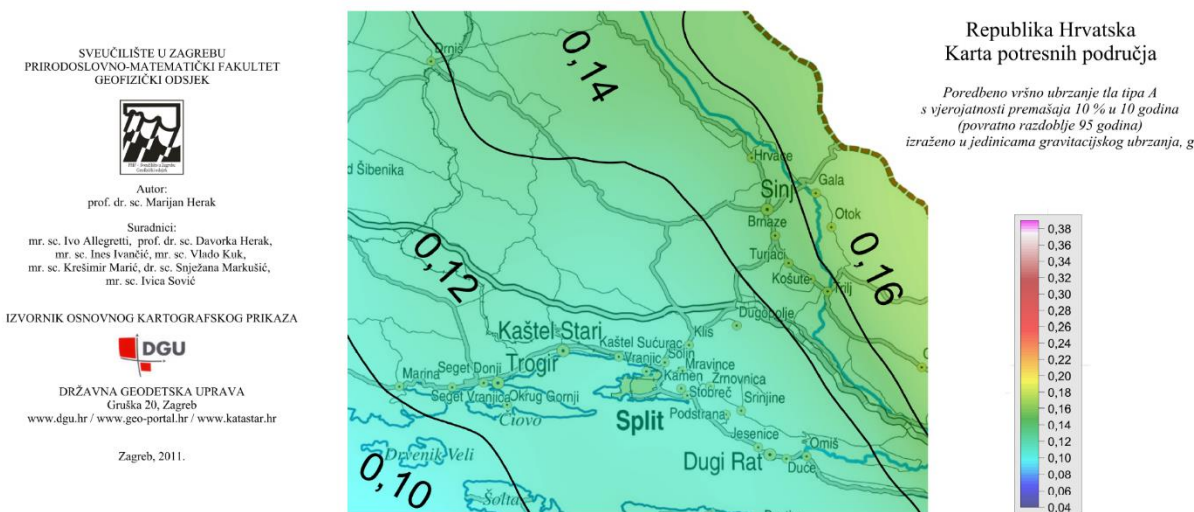 SVEUČILIŠTE U ZAGREBU
PRIRODOSLOVNO-MATEMATIČKI FAKULTET
GEOFIZIČKI ODSJEK
Autor:
prof. dr. sc. Marijan Herak
Suradnici:
mr. sc. Ivo Allegretti, prof. dr. sc. Davorka Herak,
mr. sc. Ines Ivančić, mr. sc. Vlado Kuk,
mr. sc. Krešimir Marić, dr. sc. Snježana Markušić,
mr. sc. Ivica Sović
IZVORNIK OSNOVNOG KARTOGRAFSKOG PRIKAZA
DGU
DRŽAVNA GEODETSKA UPRAVA
Gruška 20, Zagreb
www.dgu.hr / www.geo-portal.hr / www.katastar.hr
Zagreb, 2011.
Drniš
0,14
Hrvace
d Šibenika
Sinj
Gala
Otok
Brnaze
0,16
Turjaci
Košute
Trilj
0,12
Dugopolje
Kaštel Stari
Klis
Kaštel Sućurac
Solin
Vranjic
Mravince
Trogir
Seget Donji
Marina
Kamen
Žrnovnica
Seget Vranjica
Okrug Gornji
Stobreč
Srinjine
Čiovo
Split
Podstrana
Jesenice
Omiš
Dugi Rat
Duće
Drvenik Veli
0,10
Šolta
Republika Hrvatska
Karta potresnih područja
Poredbeno vršno ubrzanje tla tipa A
s vjerojatnosti premašaja 10 % u 10 godina
(povratno razdoblje 95 godina)
izraženo u jedinicama gravitacijskog ubrzanja, g
0,38
0,36
0,34
0,32
0,30
0,28
0,26
0,24
0,22
0,20
0,18
0,16
0,14
0,12
0,10
0,08
0,06
0,04